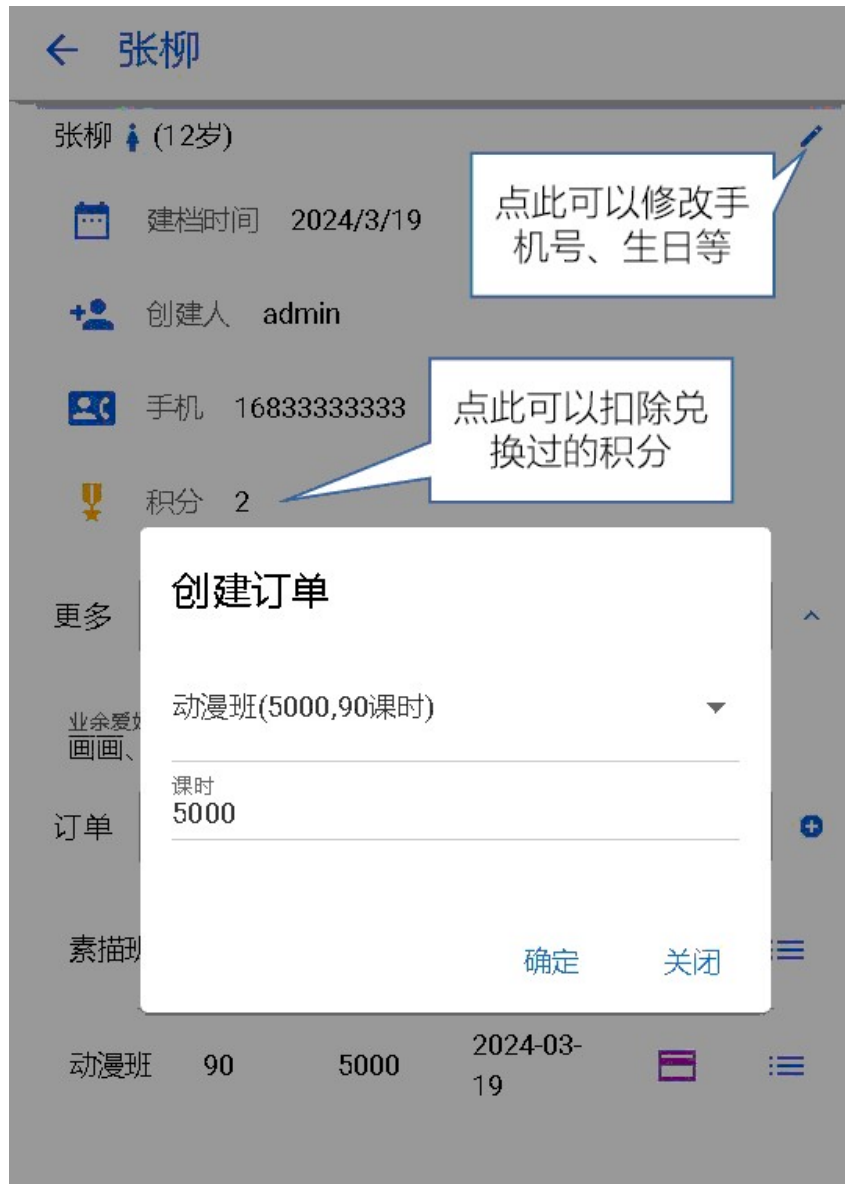 张柳
张柳 (12岁)
点此可以修改手
机号、生日等
建档时间 2024/3/19
创建人 admin
手机 16833333333
点此可以扣除兑
换过的积分
积分 2
创建订单
更多
动漫班(5000,90课时)
业余爱
画画、
课时
5000
订单
确定 关闭
素描
动漫班 90 5000 2024-03-
19